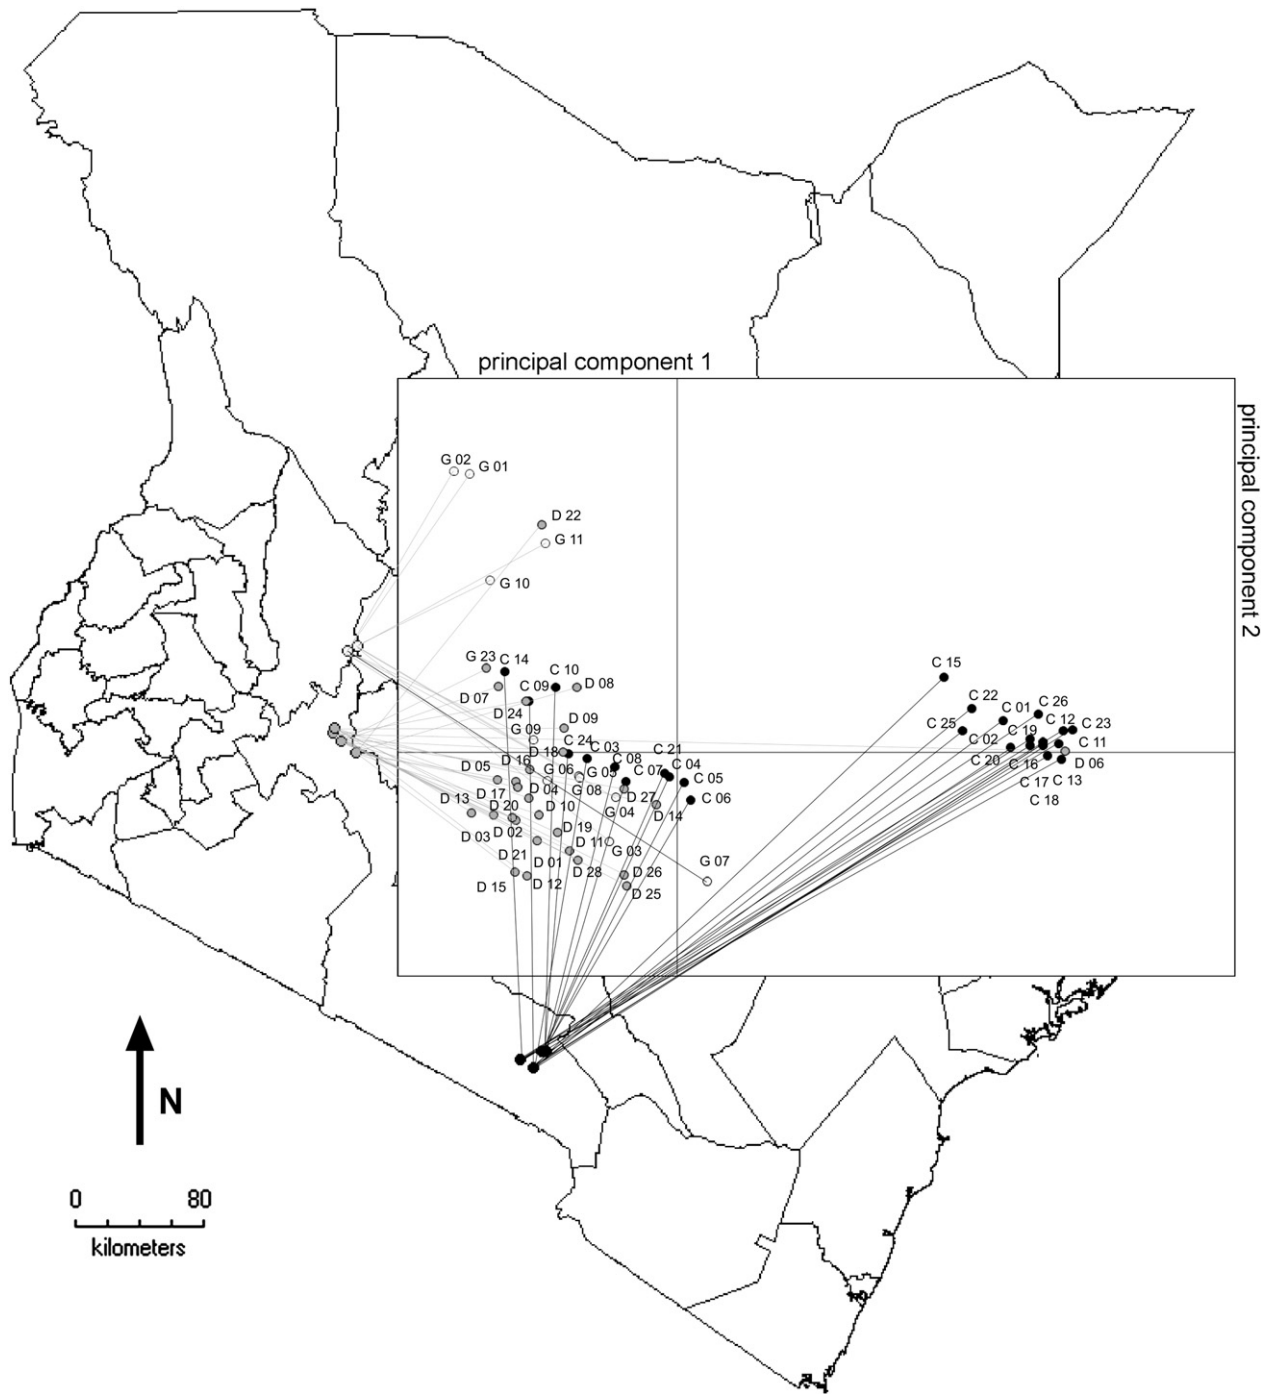 principal component 1
principal component 2
G 02
G 01
D 22
G 11
G 10
G 23
C 14
C 10
D 07
C 09
D 08
D 24
D 09
G 09
C 24
C 03
D 18
D 16
C 08
C 21
C 04
D 05
G 06
G 05
C 07
C 05
D 17
D 04
G 08
D 27
C 06
D 13
D 20
D 10
G 04
D 14
D 03
D 02
D 19
D 11
G 03
D 21
D 01
D 28
D 26
G 07
D 15
D 12
D 25
C 15
C 22
C 01
C 26
C 25
C 02
C 19
C 12
C 23
C 20
C 16
C 11
D 06
C 17
C 13
C 18
N
0 80
kilometers